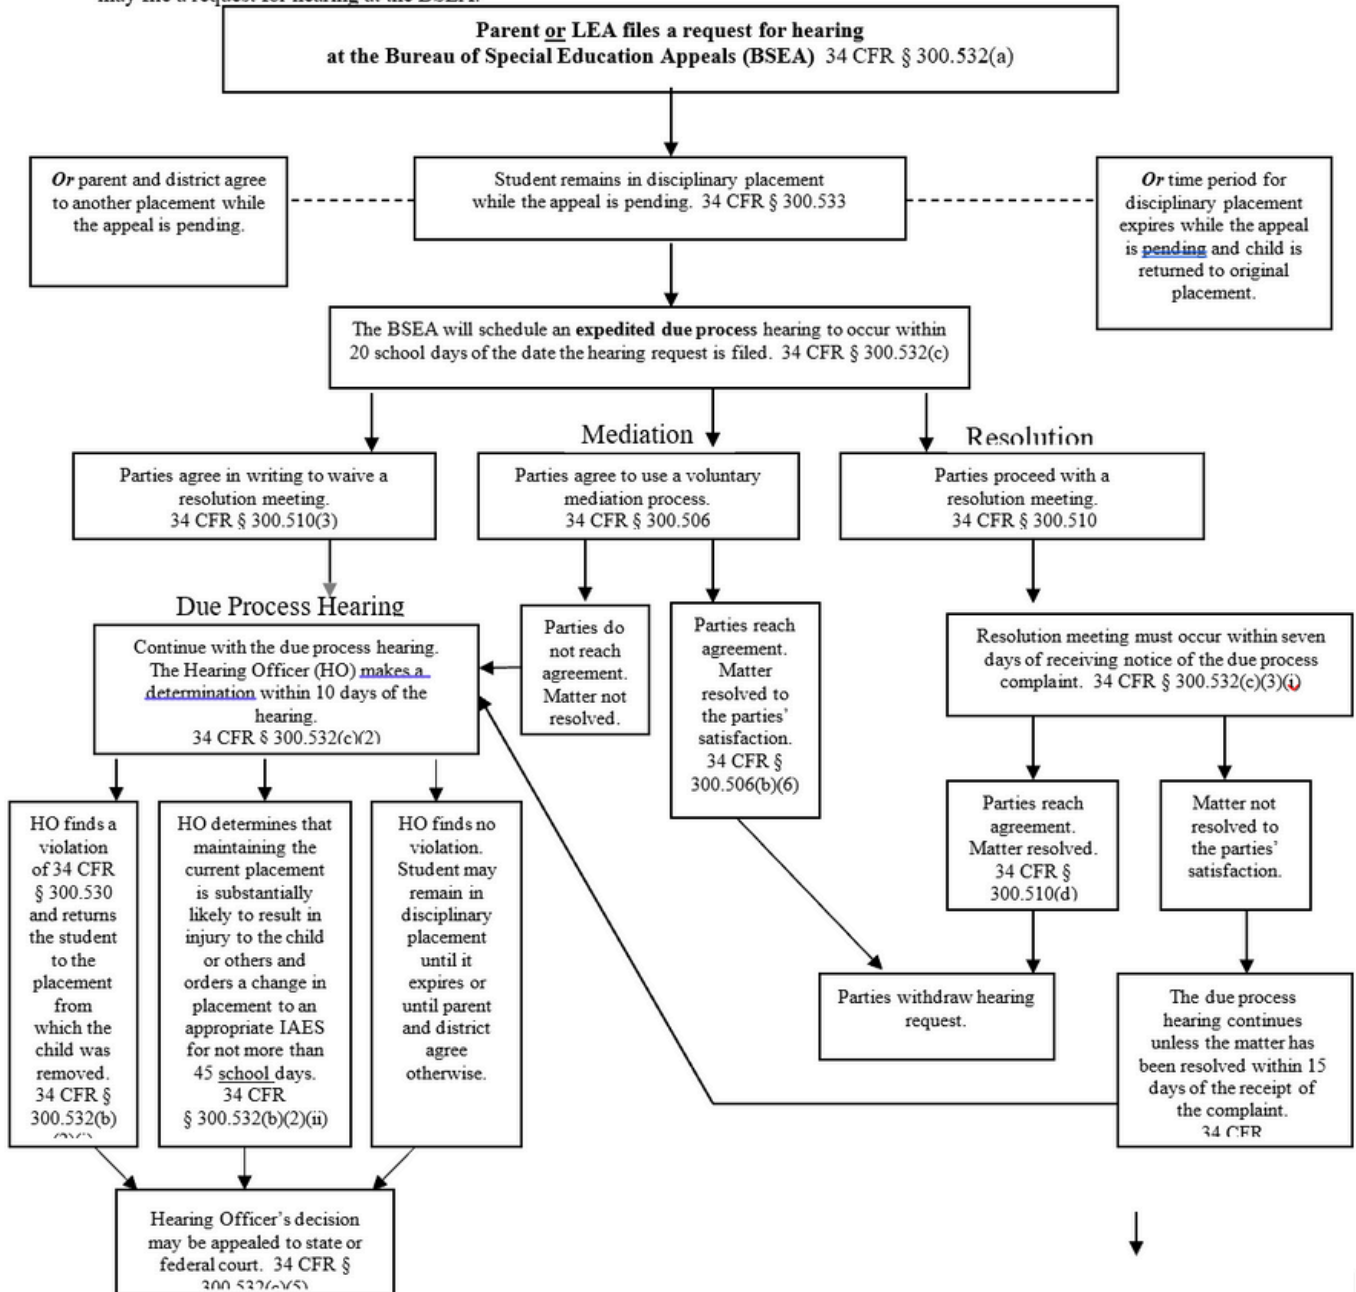 may file a request for hearing at the BSEA.
Parent or LEA files a request for hearing
at the Bureau of Special Education Appeals (BSEA) 34 CFR § 300.532(a)
Or parent and district agree
to another placement while
the appeal is pending.
Student remains in disciplinary placement
while the appeal is pending. 34 CFR § 300.533
Or time period for
disciplinary placement
expires while the appeal
is pending and child is
returned to original
placement.
The BSEA will schedule an expedited due process hearing to occur within
20 school days of the date the hearing request is filed. 34 CFR § 300.532(c)
Mediation
Resolution
Parties agree in writing to waive a
resolution meeting.
34 CFR § 300.510(3)
Parties agree to use a voluntary
mediation process.
34 CFR § 300.506
Parties proceed with a
resolution meeting.
34 CFR § 300.510
Due Process Hearing
Continue with the due process hearing.
The Hearing Officer (HO) makes a
determination within 10 days of the
hearing.
34 CFR § 300.532(c)(2)
Parties do
not reach
agreement.
Matter not
resolved.
Parties reach
agreement.
Matter
resolved to
the parties’
satisfaction.
34 CFR §
300.506(b)(6)
Resolution meeting must occur within seven
days of receiving notice of the due process
complaint. 34 CFR § 300.532(c)(3)(i)
Parties reach
agreement.
Matter resolved.
34 CFR §
300.510(d)
Matter not
resolved to
the parties’
satisfaction.
HO finds a
violation
of 34 CFR
§ 300.530
and returns
the student
to the
placement
from
which the
child was
removed.
34 CFR §
300.532(b)
(2)(i)
HO determines that
maintaining the
current placement
is substantially
likely to result in
injury to the child
or others and
orders a change in
placement to an
appropriate IAES
for not more than
45 school days.
34 CFR
§ 300.532(b)(2)(ii)
HO finds no
violation.
Student may
remain in
disciplinary
placement
until it
expires or
until parent
and district
agree
otherwise.
Parties withdraw hearing
request.
The due process
hearing continues
unless the matter has
been resolved within 15
days of the receipt of
the complaint.
34 CFR
Hearing Officer’s decision
may be appealed to state or
federal court. 34 CFR §
300.532(c)(5)